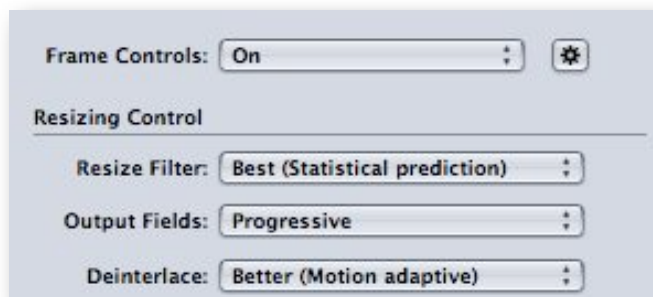 Frame Controls: On
Resizing Control
Resize Filter: Best (Statistical prediction)
Output Fields: Progressive
Deinterlace: Better (Motion adaptive)